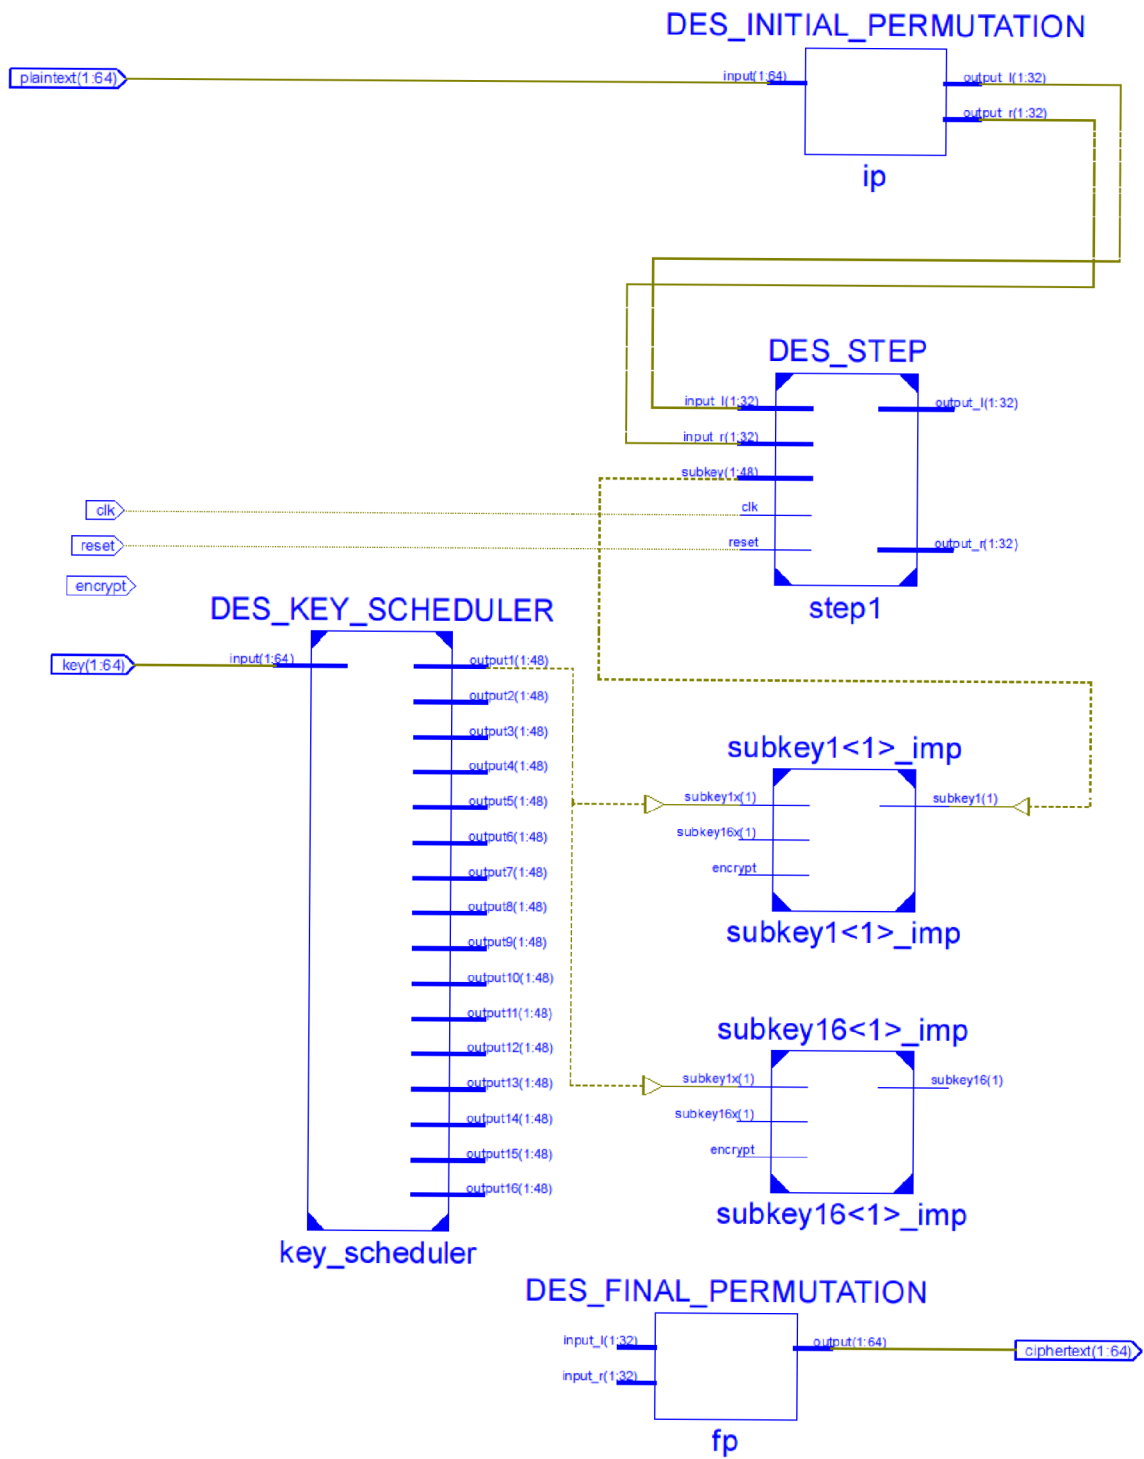 DES_INITIAL_PERMUTATION
plaintext(1:64)
input(1:64)
output_l(1:32)
output_r(1:32)
ip
DES_STEP
input_l(1:32)
output_l(1:32)
input_r(1:32)
subkey(1:48)
clk
clk
reset
reset
output_r(1:32)
encrypt
step1
DES_KEY_SCHEDULER
key(1:64)
input(1:64)
output1(1:48)
output2(1:48)
output3(1:48)
output4(1:48)
output5(1:48)
output6(1:48)
output7(1:48)
output8(1:48)
output9(1:48)
output10(1:48)
output11(1:48)
output12(1:48)
output13(1:48)
output14(1:48)
output15(1:48)
output16(1:48)
key_scheduler
subkey1<1>_imp
subkey1x(1)
subkey1(1)
subkey16x(1)
encrypt
subkey1<1>_imp
subkey16<1>_imp
subkey1x(1)
subkey16(1)
subkey16x(1)
encrypt
subkey16<1>_imp
DES_FINAL_PERMUTATION
input_l(1:32)
output(1:64)
ciphertext(1:64)
input_r(1:32)
fp